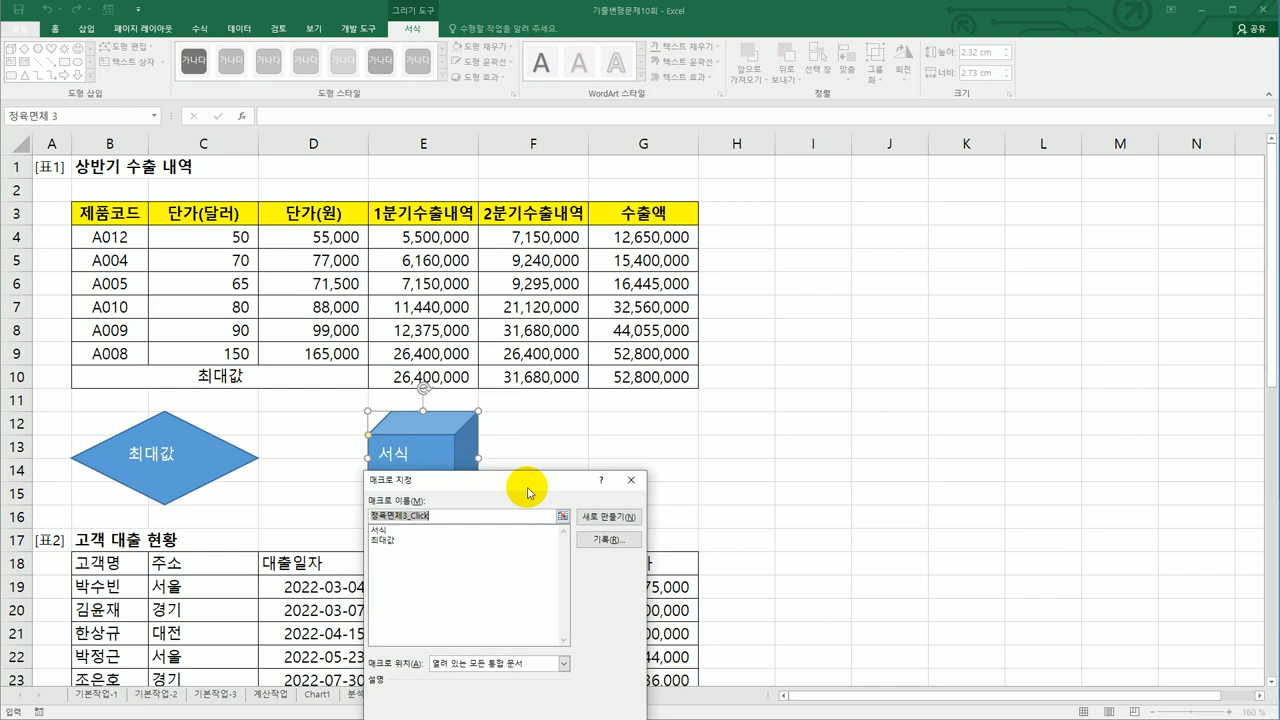 그리기 도구
기출변형문제10회 - Excel
홈 삽입 페이지 레이아웃 수식 데이터 검토 보기 개발 도구 서식 수행할 작업을 알려 주세요.
공유
도형 편집
텍스트 상자
도형 삽입
가나다 가나다 가나다 가나다 가나다 가나다 가나다
도형 채우기
도형 윤곽선
도형 효과
도형 스타일
A A A
텍스트 채우기
텍스트 윤곽선
텍스트 효과
WordArt 스타일
앞으로 가져오기
뒤로 보내기
선택 창
맞춤
그룹화
회전
정렬
높이: 2.32 cm
너비: 2.73 cm
크기
정육면체 3
fx
A B C D E F G H I J K L M N
1 [표1] 상반기 수출 내역
2
3 제품코드 단가(달러) 단가(원) 1분기수출내역 2분기수출내역 수출액
4 A012 50 55,000 5,500,000 7,150,000 12,650,000
5 A004 70 77,000 6,160,000 9,240,000 15,400,000
6 A005 65 71,500 7,150,000 9,295,000 16,445,000
7 A010 80 88,000 11,440,000 21,120,000 32,560,000
8 A009 90 99,000 12,375,000 31,680,000 44,055,000
9 A008 150 165,000 26,400,000 26,400,000 52,800,000
10 최대값 26,400,000 31,680,000 52,800,000
11
12
13 최대값 서식
14
15
16
17 [표2] 고객 대출 현황
18 고객명 주소 대출일자
19 박수빈 서울 2022-03-04 75,000
20 김윤재 경기 2022-03-07 00,000
21 한상규 대전 2022-04-15 00,000
22 박정근 서울 2022-05-23 44,000
23 조은호 경기 2022-07-30 36,000
매크로 지정 ?
매크로 이름(M):
정육면체3_Click
서식
최대값
새로 만들기(N)
기록(R)...
매크로 위치(A): 열려 있는 모든 통합 문서
설명
기본작업-1 기본작업-2 기본작업-3 계산작업 Chart1 분석
입력
160 %